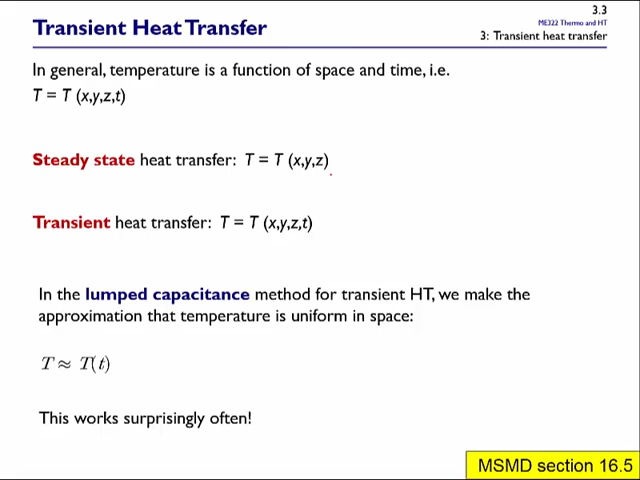 3.3
Transient Heat Transfer
ME322 Thermo and HT
3: Transient heat transfer
In general, temperature is a function of space and time, i.e.
T = T (x,y,z,t)
Steady state heat transfer: T = T (x,y,z)
Transient heat transfer: T = T (x,y,z,t)
In the lumped capacitance method for transient HT, we make the
approximation that temperature is uniform in space:
T ≈ T(t)
This works surprisingly often!
MSMD section 16.5